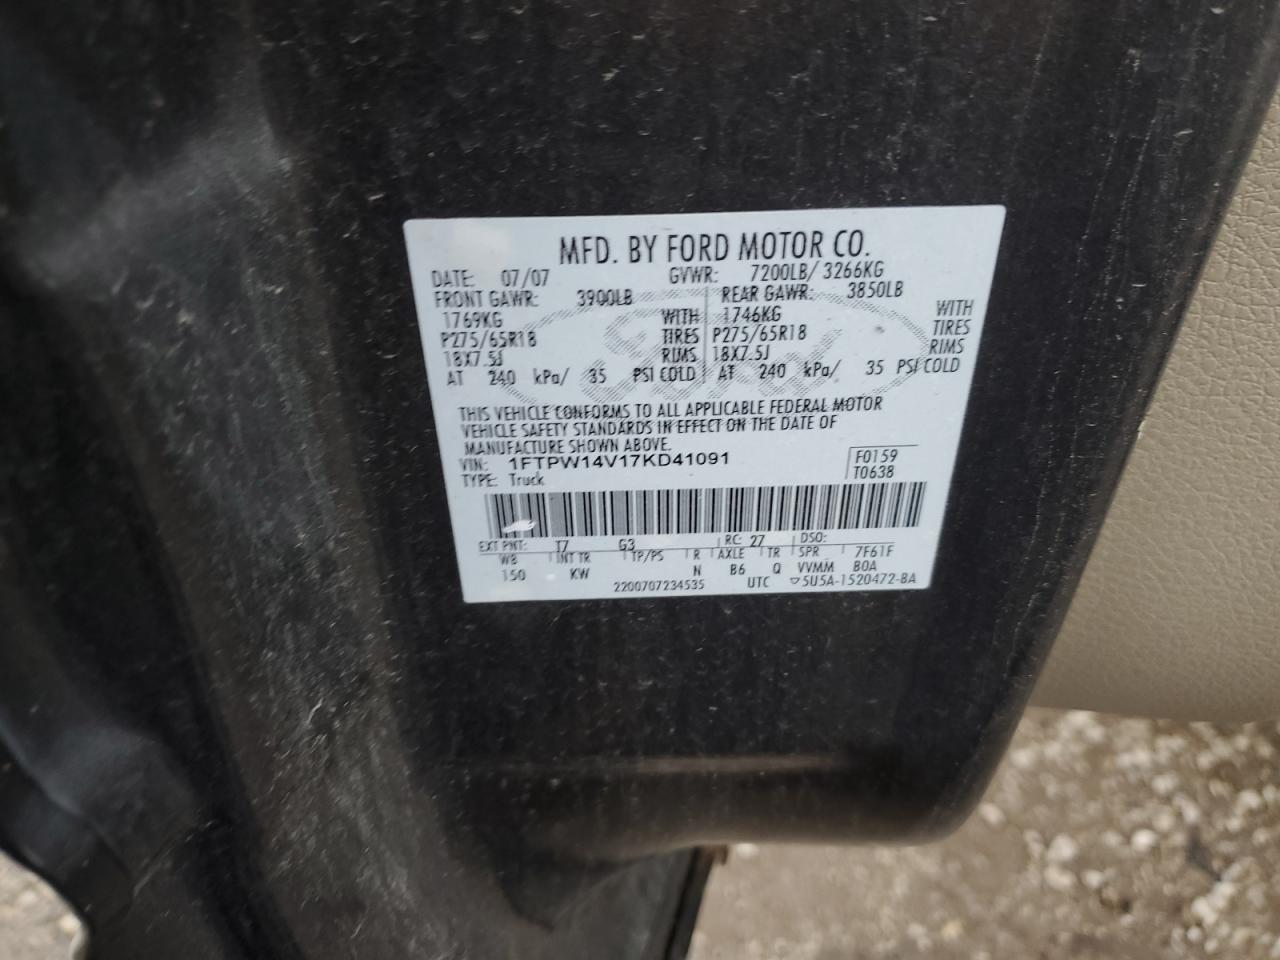 MFD. BY FORD MOTOR CO.
DATE: 07/07 GVWR: 7200LB/ 3266KG
FRONT GAWR: 3900LB REAR GAWR: 3850LB
1769KG WITH 1746KG WITH
P275/65R18 TIRES P275/65R18 TIRES
18X7.5J RIMS 18X7.5J RIMS
AT 240 kPa/ 35 PSI COLD AT 240 kPa/ 35 PSI COLD
Ford
THIS VEHICLE CONFORMS TO ALL APPLICABLE FEDERAL MOTOR
VEHICLE SAFETY STANDARDS IN EFFECT ON THE DATE OF
MANUFACTURE SHOWN ABOVE.
VIN: 1FTPW14V17KD41091 F0159
TYPE: Truck T0638
EXT PNT: T7 G3 RC: 27 DSO:
WB INT TR TP/PS R AXLE TR SPR 7F61F
150 KW N B6 Q VVMM B0A
2200707234535 UTC ▽5U5A-1520472-BA